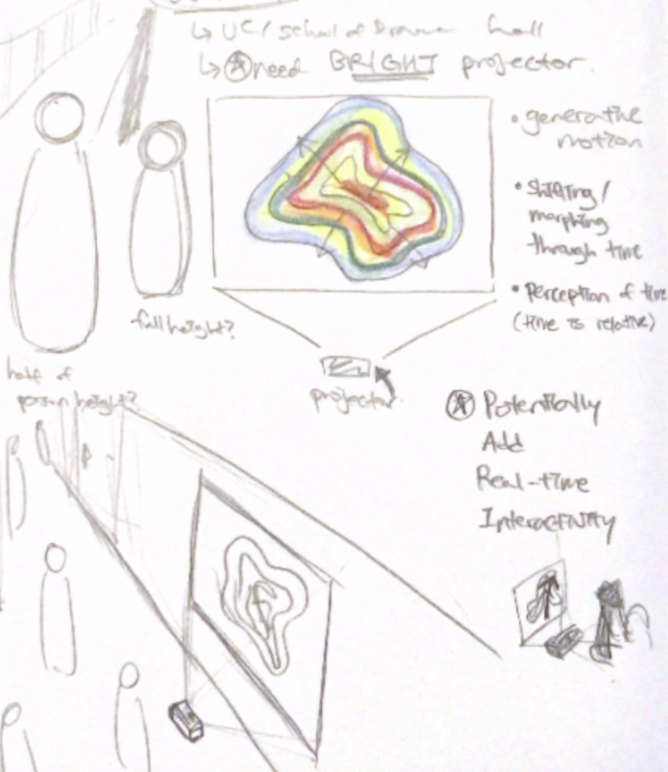 UC / school of Drama hall
need BRIGHT projector.
• generative
motion
• Shifting /
morphing
through time
• Perception of time
(time is relative)
full height?
half of
person height?
projector
Potentially
Add
Real-time
Interactivity